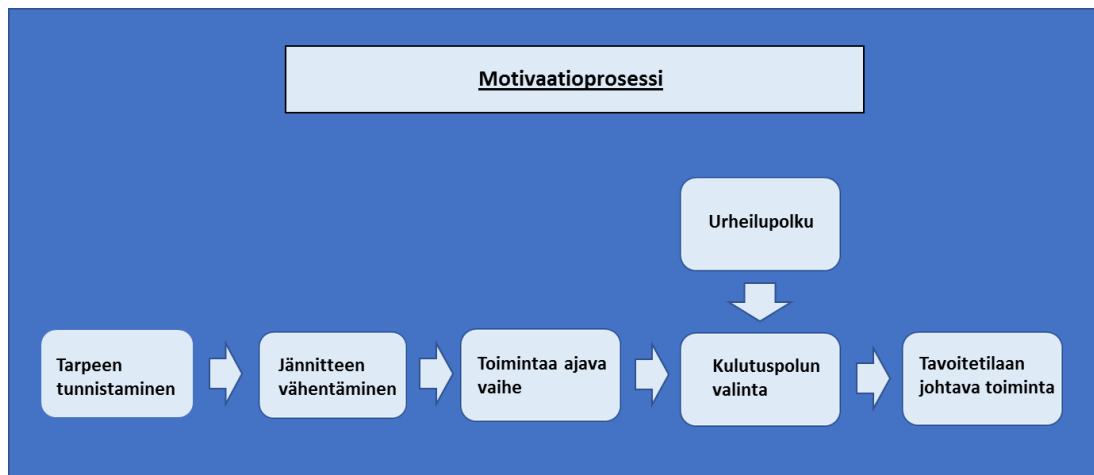 Motivaatioprosessi
Urheilupolku
Tarpeen
tunnistaminen
Jännitteen
vähentäminen
Toimintaa ajava
vaihe
Kulutuspolun
valinta
Tavoitetilaan
johtava toiminta